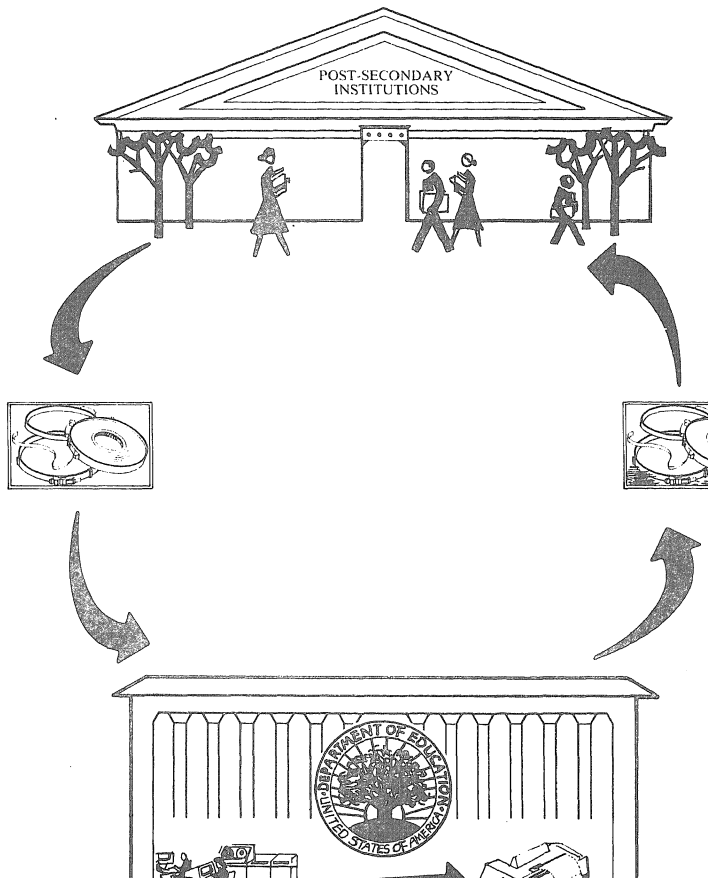 POST-SECONDARY
INSTITUTIONS
DEPARTMENT OF EDUCATION
UNITED STATES OF AMERICA